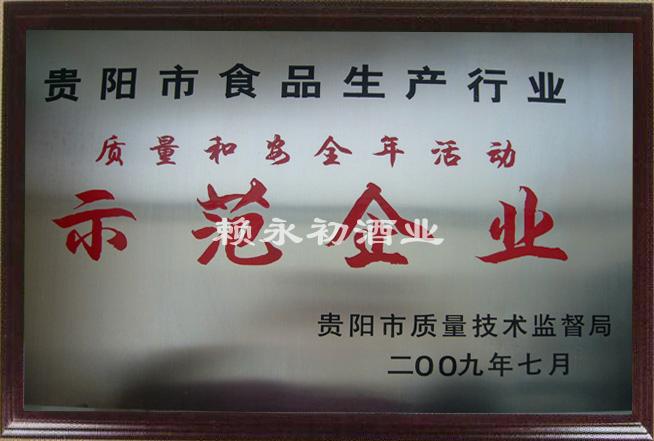 贵阳市食品生产行业
质量和安全年活动
示范企业
赖永初酒业
贵阳市质量技术监督局
二〇〇九年七月